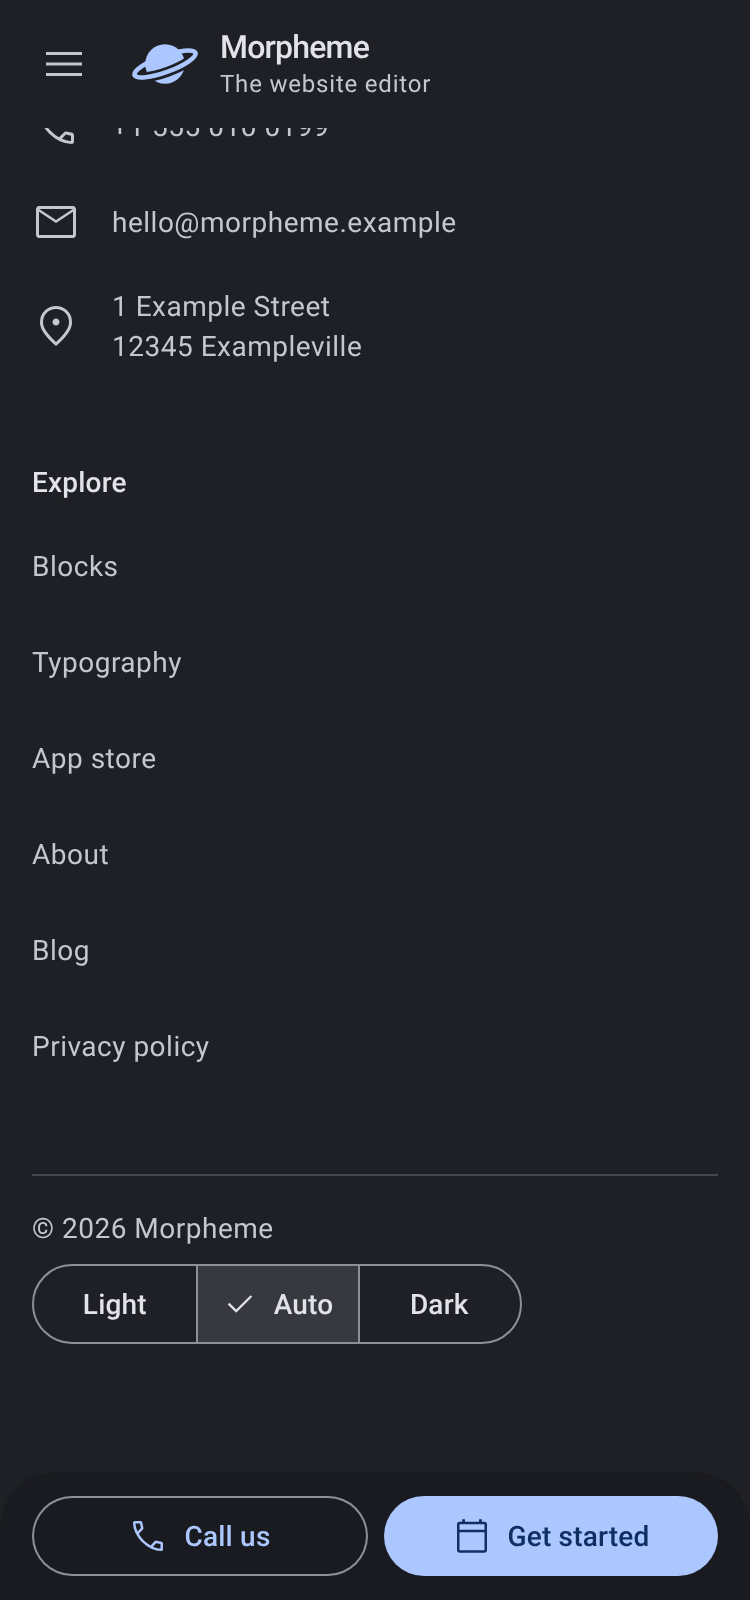 Morpheme
The website editor
hello@morpheme.example
1 Example Street
12345 Exampleville
Explore
Blocks
Typography
App store
About
Blog
Privacy policy
© 2026 Morpheme
Light
Auto
Dark
Call us
Get started